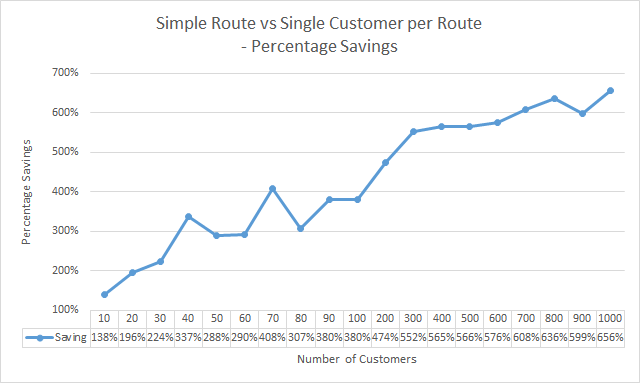 Simple Route vs Single Customer per Route
- Percentage Savings
700%
600%
500%
400%
300%
200%
100%
Percentage Savings
10 20 30 40 50 60 70 80 90 100 200 300 400 500 600 700 800 900 1000
Saving 138% 196% 224% 337% 288% 290% 408% 307% 380% 380% 474% 552% 565% 566% 576% 608% 636% 599% 656%
Number of Customers